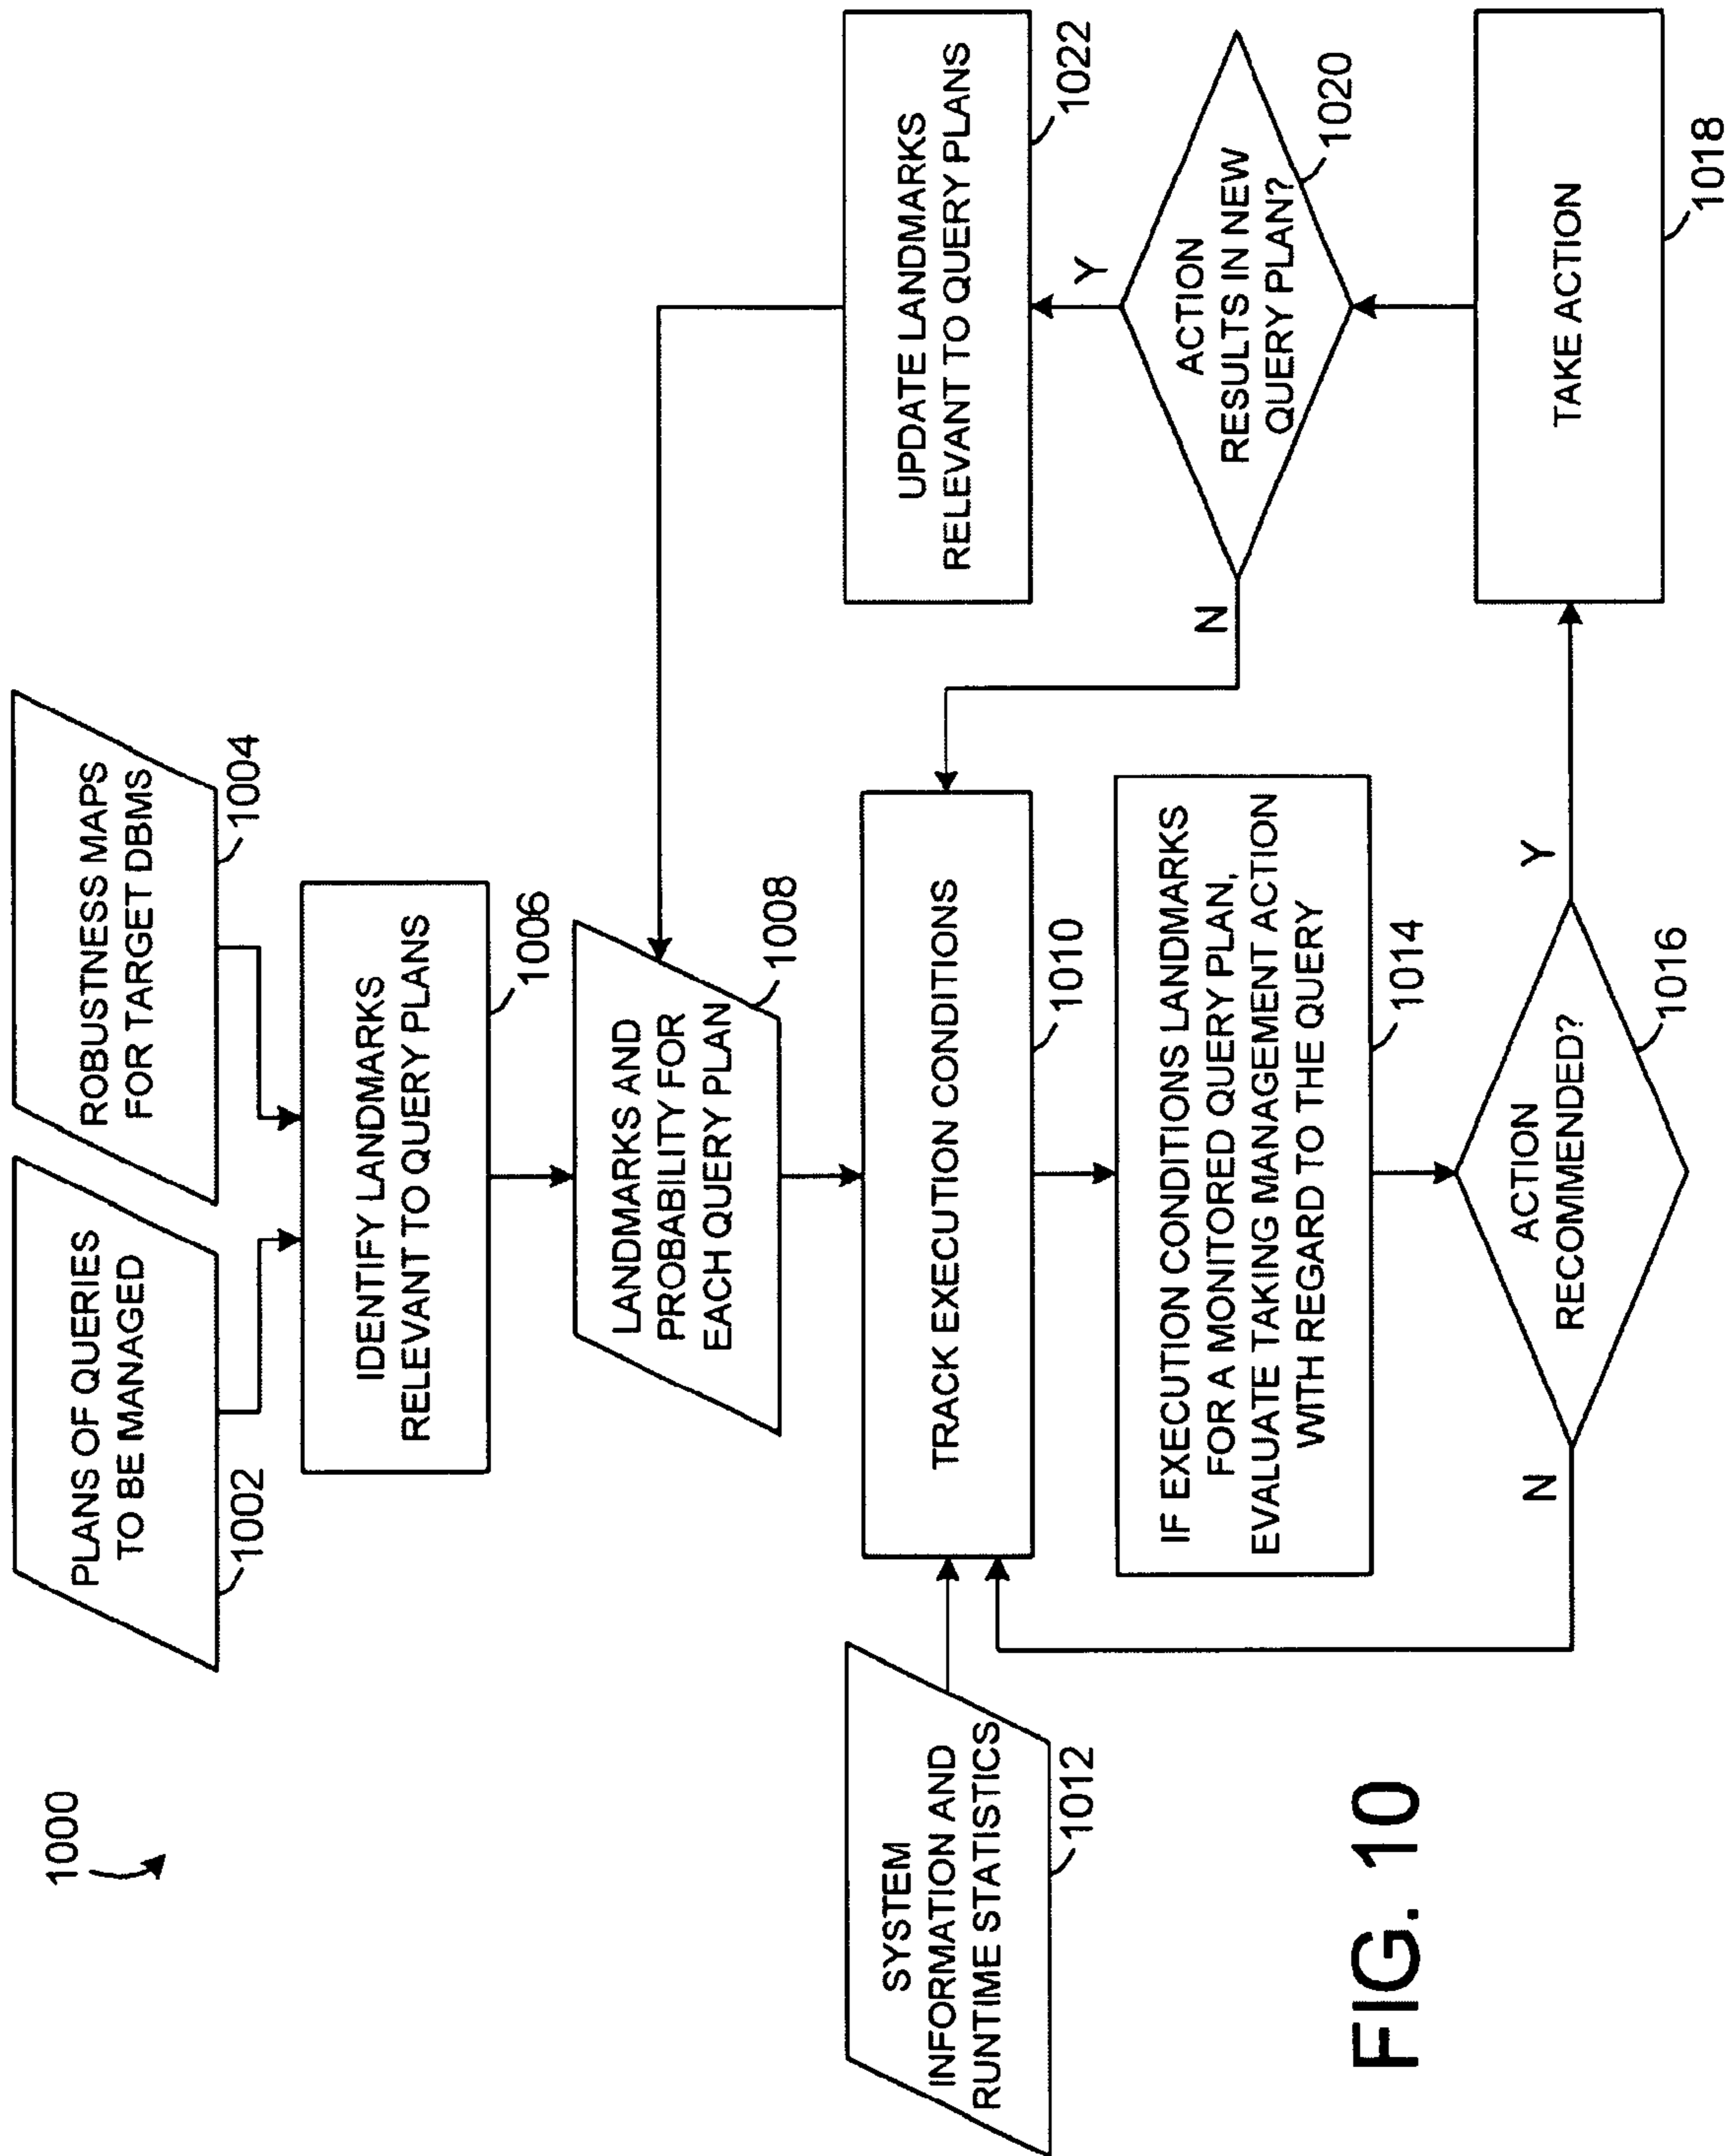 1000
PLANS OF QUERIES
TO BE MANAGED
1002
ROBUSTNESS MAPS
FOR TARGET DBMS
1004
IDENTIFY LANDMARKS
RELEVANT TO QUERY PLANS
1006
LANDMARKS AND
PROBABILITY FOR
EACH QUERY PLAN
1008
SYSTEM
INFORMATION AND
RUNTIME STATISTICS
1012
TRACK EXECUTION CONDITIONS
1010
IF EXECUTION CONDITIONS LANDMARKS
FOR A MONITORED QUERY PLAN,
EVALUATE TAKING MANAGEMENT ACTION
WITH REGARD TO THE QUERY
1014
ACTION
RECOMMENDED?
1016
N
Y
TAKE ACTION
1018
ACTION
RESULTS IN NEW
QUERY PLAN?
1020
N
Y
UPDATE LANDMARKS
RELEVANT TO QUERY PLANS
1022
FIG. 10